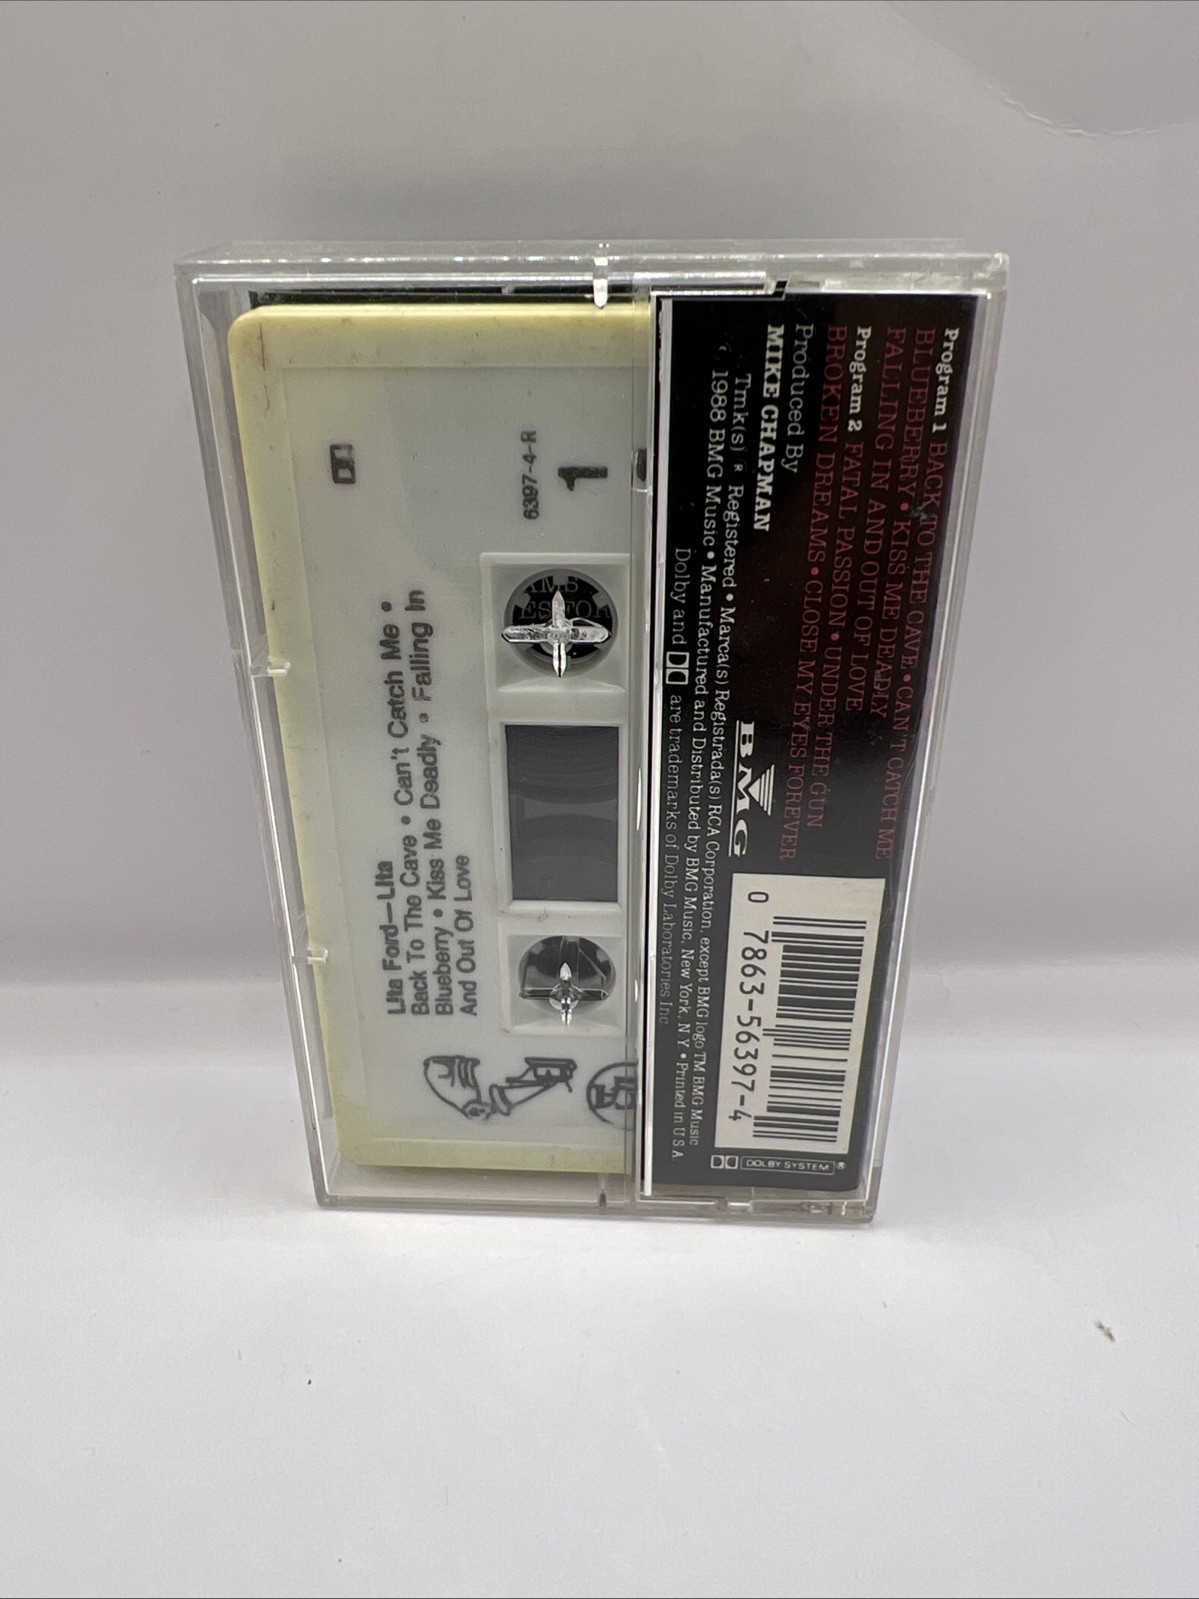 Program 1 BACK TO THE CAVE • CAN'T CATCH ME
BLUEBERRY • KISS ME DEADLY
FALLING IN AND OUT OF LOVE
Program 2 FATAL PASSION • UNDER THE GUN
BROKEN DREAMS • CLOSE MY EYES FOREVER
Produced By
MIKE CHAPMAN
BMG
Tmk(s) ® Registered • Marca(s) Registrada(s) RCA Corporation, except BMG logo TM BMG Music
1988 BMG Music • Manufactured and Distributed by BMG Music, New York, N.Y. • Printed in U.S.A.
Dolby and are trademarks of Dolby Laboratories Inc
0 7863-56397-4
DOLBY SYSTEM ®
1
6397-4-R
Lita Ford—Lita
Back To The Cave • Can't Catch Me •
Blueberry • Kiss Me Deadly • Falling In
And Out Of Love